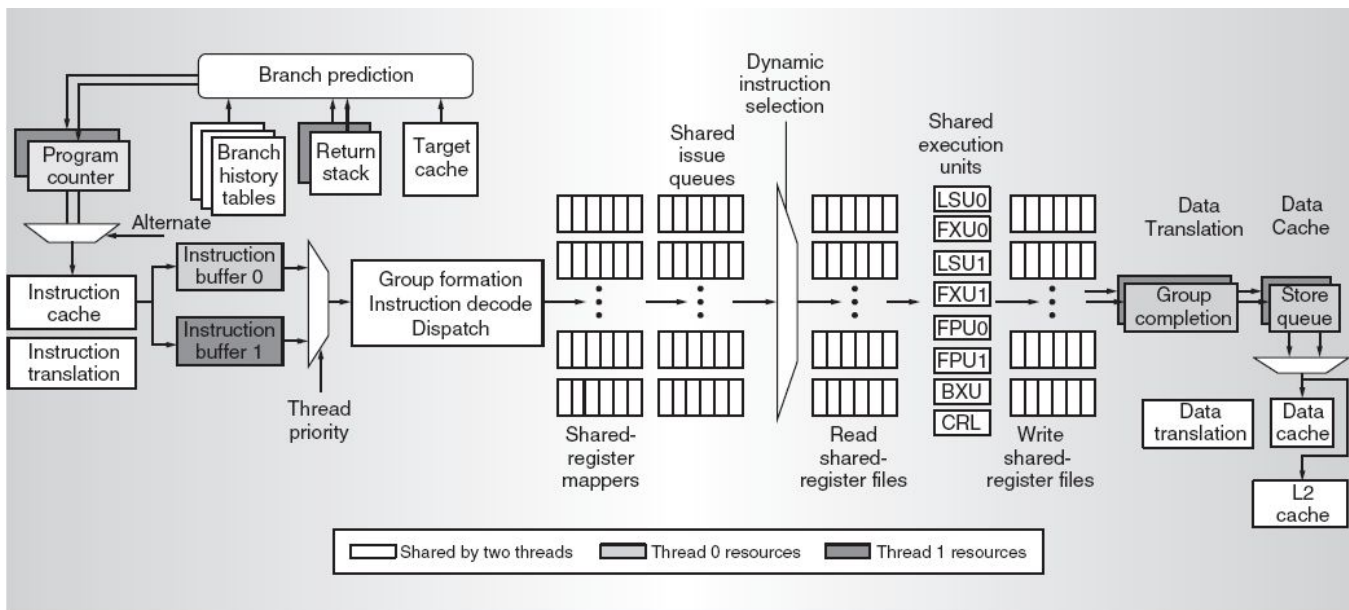 Branch prediction
Program
counter
Branch
history
tables
Return
stack
Target
cache
Alternate
Instruction
cache
Instruction
translation
Instruction
buffer 0
Instruction
buffer 1
Thread
priority
Group formation
Instruction decode
Dispatch
Shared-
register
mappers
Shared
issue
queues
Dynamic
instruction
selection
Read
shared-
register files
Shared
execution
units
LSU0
FXU0
LSU1
FXU1
FPU0
FPU1
BXU
CRL
Write
shared-
register files
Data
Translation
Group
completion
Data
Cache
Store
queue
Data
translation
Data
cache
L2
cache
Shared by two threads
Thread 0 resources
Thread 1 resources